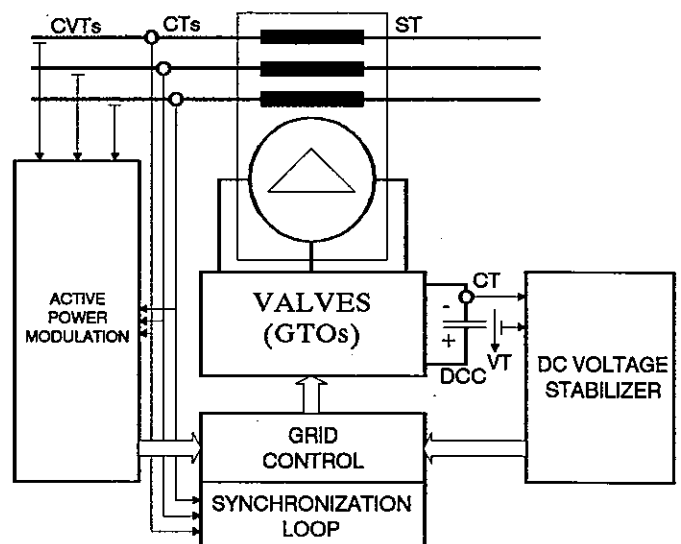 CVTs
CTs
ST
ACTIVE
POWER
MODULATION
VALVES
(GTOs)
-
+
DCC
CT
VT
DC VOLTAGE
STABILIZER
GRID
CONTROL
SYNCHRONIZATION
LOOP